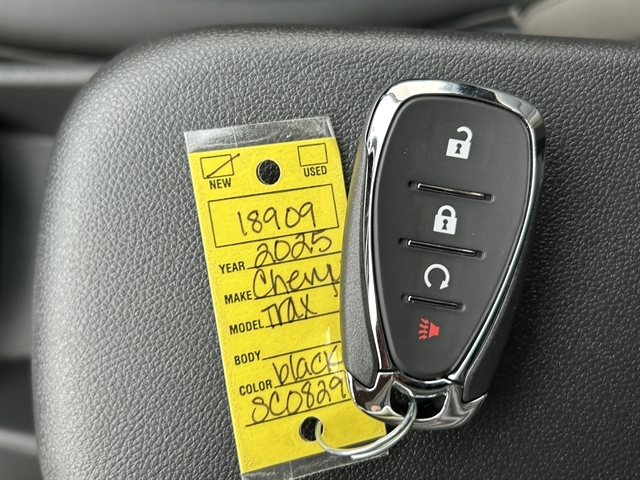 NEW USED
18909
YEAR 2025
MAKE Chevy
MODEL Trax
BODY
COLOR black
SC0829